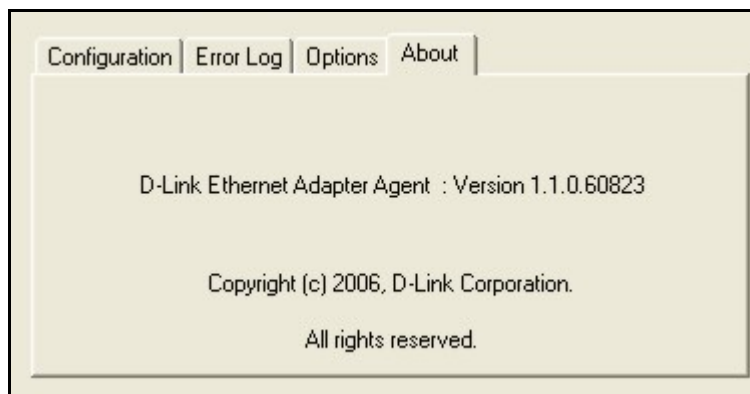 Configuration Error Log Options About
D-Link Ethernet Adapter Agent : Version 1.1.0.60823
Copyright (c) 2006, D-Link Corporation.
All rights reserved.